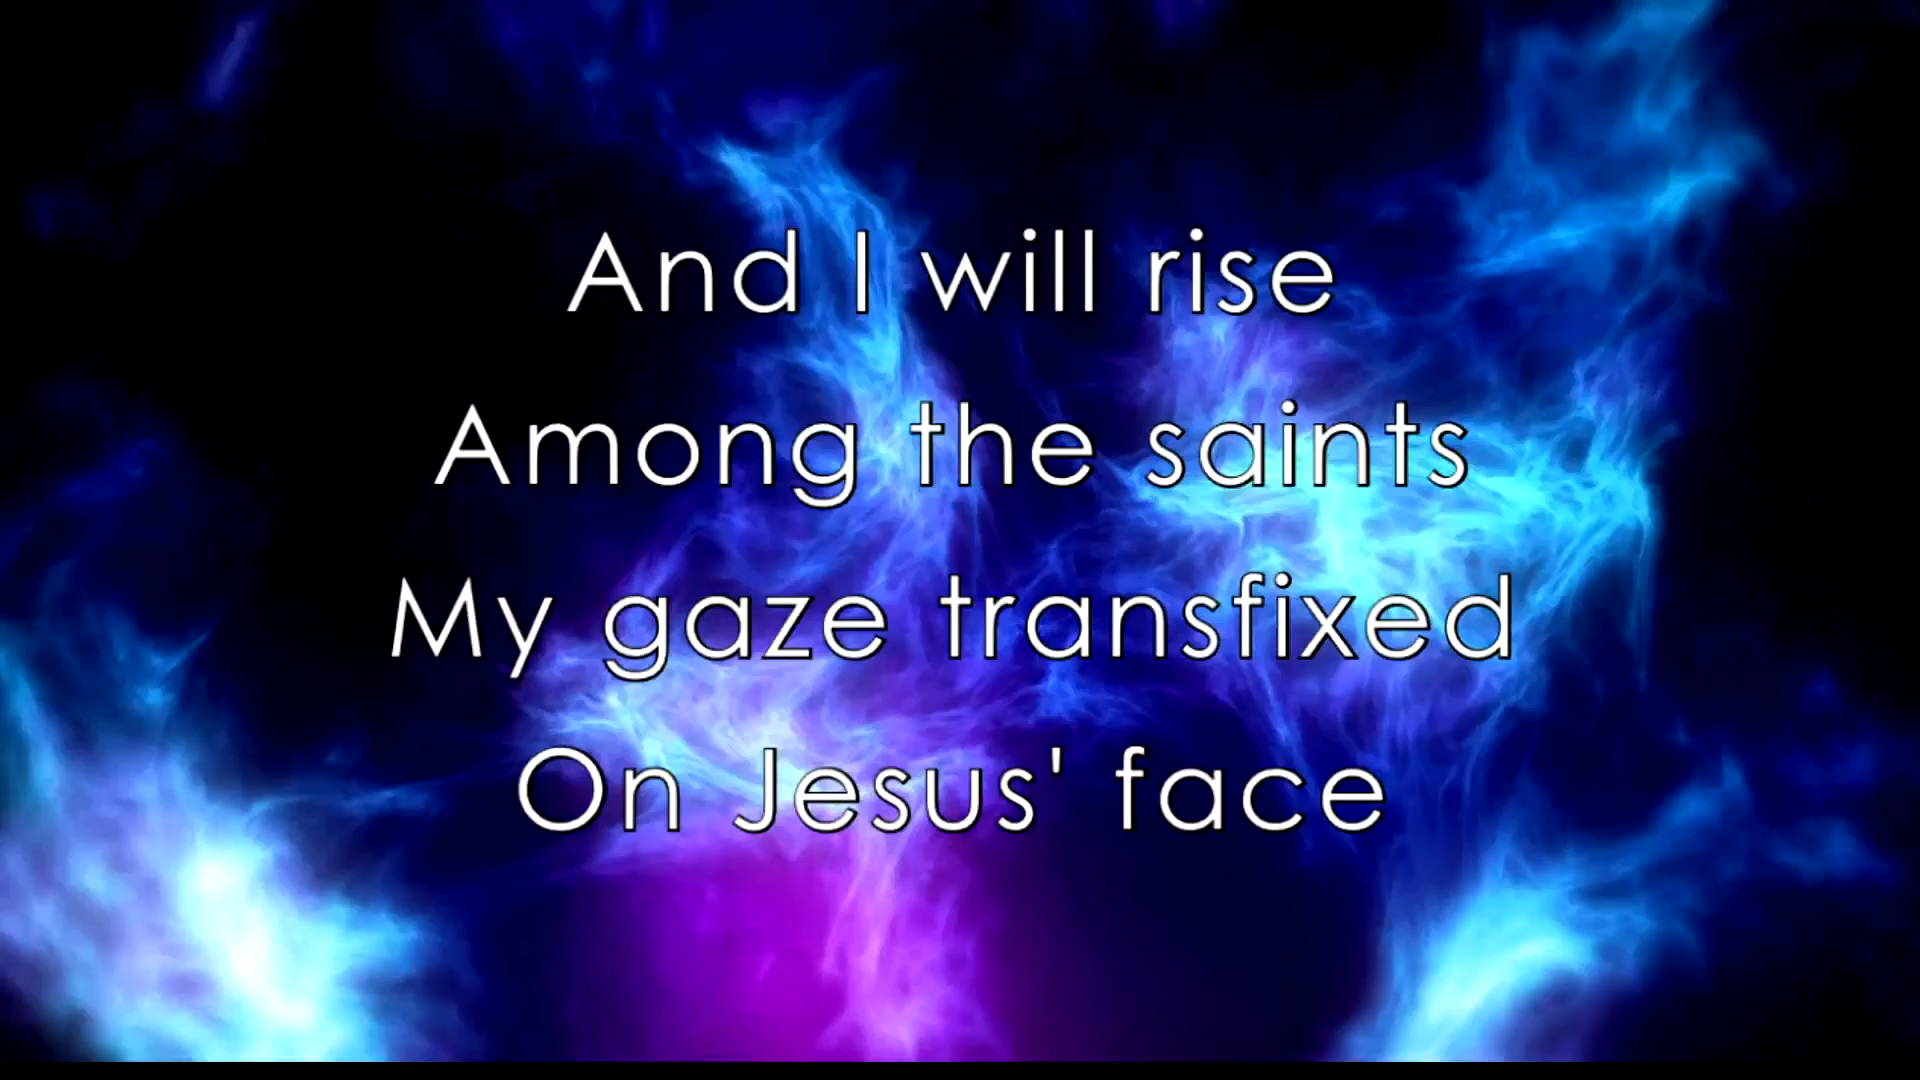 And I will rise
Among the saints
My gaze transfixed
On Jesus' face